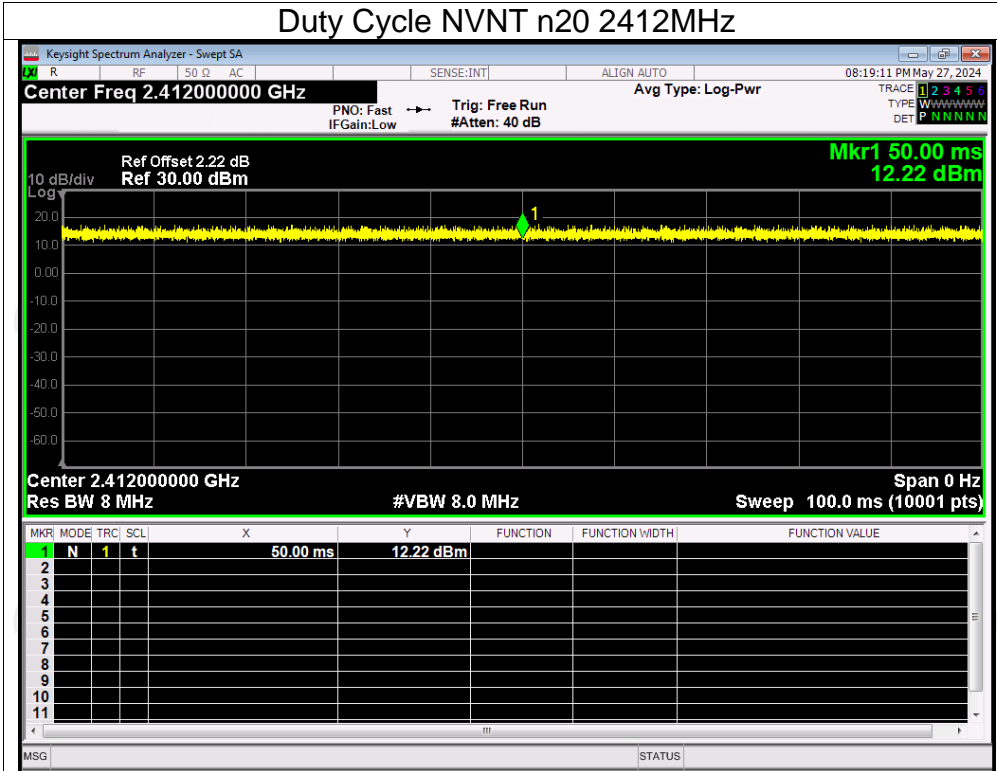 Duty Cycle NVNT n20 2412MHz
Keysight Spectrum Analyzer - Swept SA
LXI R RF 50 Ω AC SENSE:INT ALIGN AUTO 08:19:11 PM May 27, 2024
Center Freq 2.412000000 GHz Avg Type: Log-Pwr TRACE 1 2 3 4 5 6
PNO: Fast Trig: Free Run TYPE WWWWWW
IFGain:Low #Atten: 40 dB DET P N N N N N
Mkr1 50.00 ms
Ref Offset 2.22 dB
10 dB/div Ref 30.00 dBm 12.22 dBm
Log
1
20.0
10.0
0.00
-10.0
-20.0
-30.0
-40.0
-50.0
-60.0
Center 2.412000000 GHz Span 0 Hz
Res BW 8 MHz #VBW 8.0 MHz Sweep 100.0 ms (10001 pts)
MKR MODE TRC SCL X Y FUNCTION FUNCTION WIDTH FUNCTION VALUE
1 N 1 t 50.00 ms 12.22 dBm
2
3
4
5
6
7
8
9
10
11
MSG STATUS